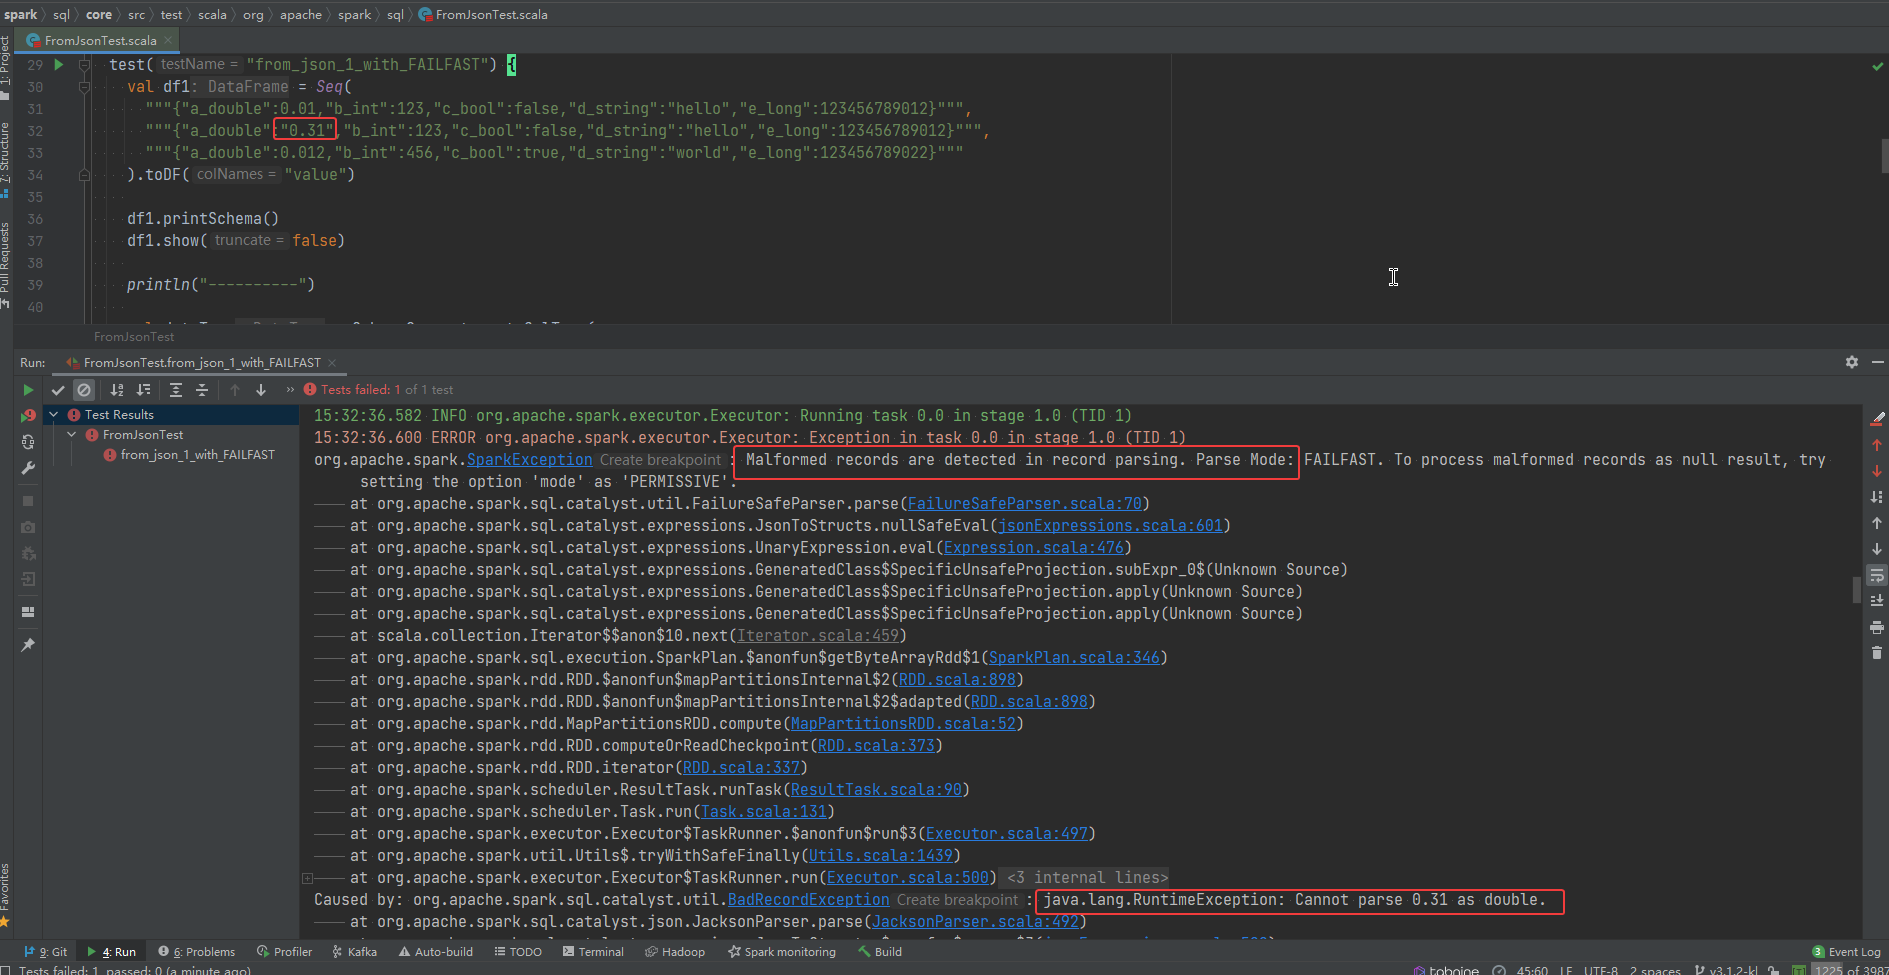 spark sql core src test scala org apache spark sql FromJsonTest.scala
FromJsonTest.scala
1: Project
7: Structure
Pull Requests
Favorites
29 test( testName = "from_json_1_with_FAILFAST") {
30 val df1: DataFrame = Seq(
31 """{"a_double":0.01,"b_int":123,"c_bool":false,"d_string":"hello","e_long":123456789012}""",
32 """{"a_double":"0.31","b_int":123,"c_bool":false,"d_string":"hello","e_long":123456789012}""",
33 """{"a_double":0.012,"b_int":456,"c_bool":true,"d_string":"world","e_long":123456789022}"""
34 ).toDF( colNames = "value")
35
36 df1.printSchema()
37 df1.show( truncate = false)
38
39 println("----------")
40
FromJsonTest
Run: FromJsonTest.from_json_1_with_FAILFAST
» Tests failed: 1 of 1 test
Test Results
FromJsonTest
from_json_1_with_FAILFAST
15:32:36.582 INFO org.apache.spark.executor.Executor: Running task 0.0 in stage 1.0 (TID 1)
15:32:36.600 ERROR org.apache.spark.executor.Executor: Exception in task 0.0 in stage 1.0 (TID 1)
org.apache.spark.SparkException Create breakpoint : Malformed records are detected in record parsing. Parse Mode: FAILFAST. To process malformed records as null result, try
setting the option 'mode' as 'PERMISSIVE'.
at org.apache.spark.sql.catalyst.util.FailureSafeParser.parse(FailureSafeParser.scala:70)
at org.apache.spark.sql.catalyst.expressions.JsonToStructs.nullSafeEval(jsonExpressions.scala:601)
at org.apache.spark.sql.catalyst.expressions.UnaryExpression.eval(Expression.scala:476)
at org.apache.spark.sql.catalyst.expressions.GeneratedClass$SpecificUnsafeProjection.subExpr_0$(Unknown Source)
at org.apache.spark.sql.catalyst.expressions.GeneratedClass$SpecificUnsafeProjection.apply(Unknown Source)
at org.apache.spark.sql.catalyst.expressions.GeneratedClass$SpecificUnsafeProjection.apply(Unknown Source)
at scala.collection.Iterator$$anon$10.next(Iterator.scala:459)
at org.apache.spark.sql.execution.SparkPlan.$anonfun$getByteArrayRdd$1(SparkPlan.scala:346)
at org.apache.spark.rdd.RDD.$anonfun$mapPartitionsInternal$2(RDD.scala:898)
at org.apache.spark.rdd.RDD.$anonfun$mapPartitionsInternal$2$adapted(RDD.scala:898)
at org.apache.spark.rdd.MapPartitionsRDD.compute(MapPartitionsRDD.scala:52)
at org.apache.spark.rdd.RDD.computeOrReadCheckpoint(RDD.scala:373)
at org.apache.spark.rdd.RDD.iterator(RDD.scala:337)
at org.apache.spark.scheduler.ResultTask.runTask(ResultTask.scala:90)
at org.apache.spark.scheduler.Task.run(Task.scala:131)
at org.apache.spark.executor.Executor$TaskRunner.$anonfun$run$3(Executor.scala:497)
at org.apache.spark.util.Utils$.tryWithSafeFinally(Utils.scala:1439)
at org.apache.spark.executor.Executor$TaskRunner.run(Executor.scala:500) <3 internal lines>
Caused by: org.apache.spark.sql.catalyst.util.BadRecordException Create breakpoint : java.lang.RuntimeException: Cannot parse 0.31 as double.
at org.apache.spark.sql.catalyst.json.JacksonParser.parse(JacksonParser.scala:492)
9: Git 4: Run 6: Problems Profiler Kafka Auto-build TODO Terminal Hadoop Spark monitoring Build 3 Event Log
Tests failed: 1, passed: 0 (a minute ago) 45:60 LF UTF-8 2 spaces v3.1.2-kl 1225 of 3987